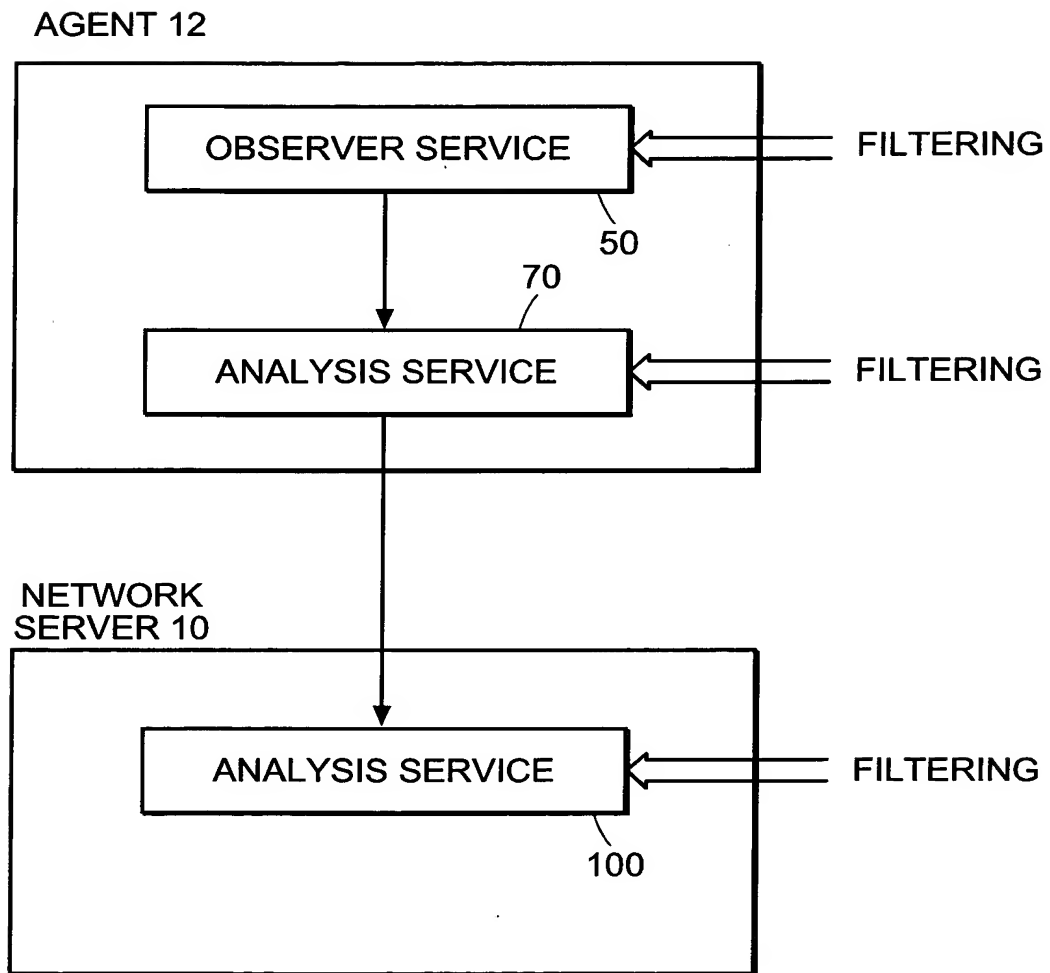 AGENT 12
OBSERVER SERVICE
FILTERING
50
70
ANALYSIS SERVICE
FILTERING
NETWORK
SERVER 10
ANALYSIS SERVICE
FILTERING
100